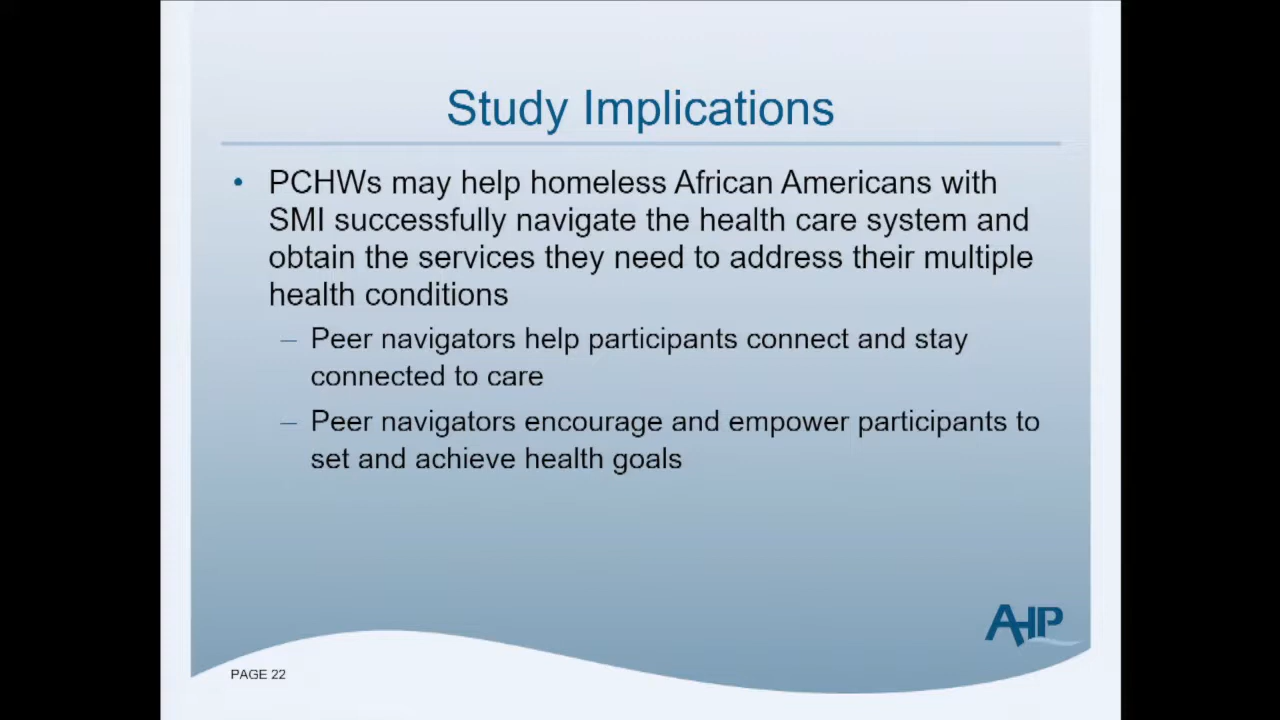 Study Implications
• PCHWs may help homeless African Americans with
SMI successfully navigate the health care system and
obtain the services they need to address their multiple
health conditions
– Peer navigators help participants connect and stay
connected to care
– Peer navigators encourage and empower participants to
set and achieve health goals
AHP
PAGE 22